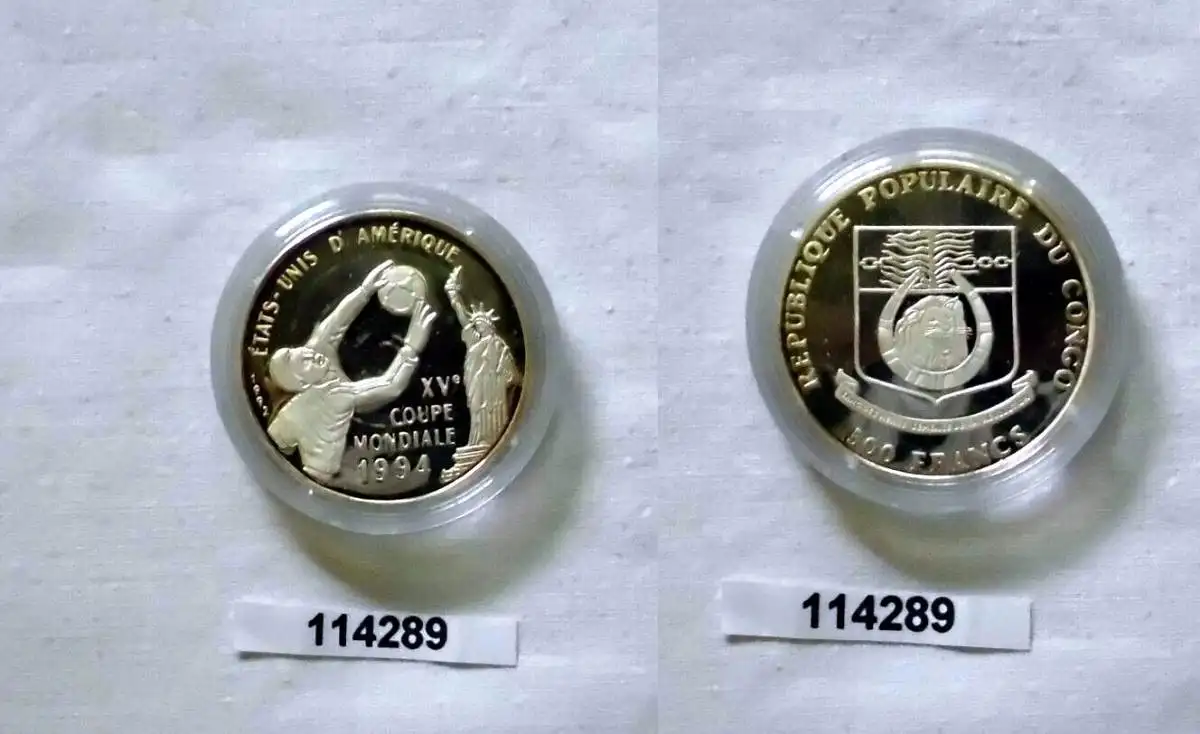 ÉTATS-UNIS D'AMÉRIQUE
XVe
COUPE
MONDIALE
1994
114289
REPUBLIQUE POPULAIRE DU CONGO
500 FRANCS
114289